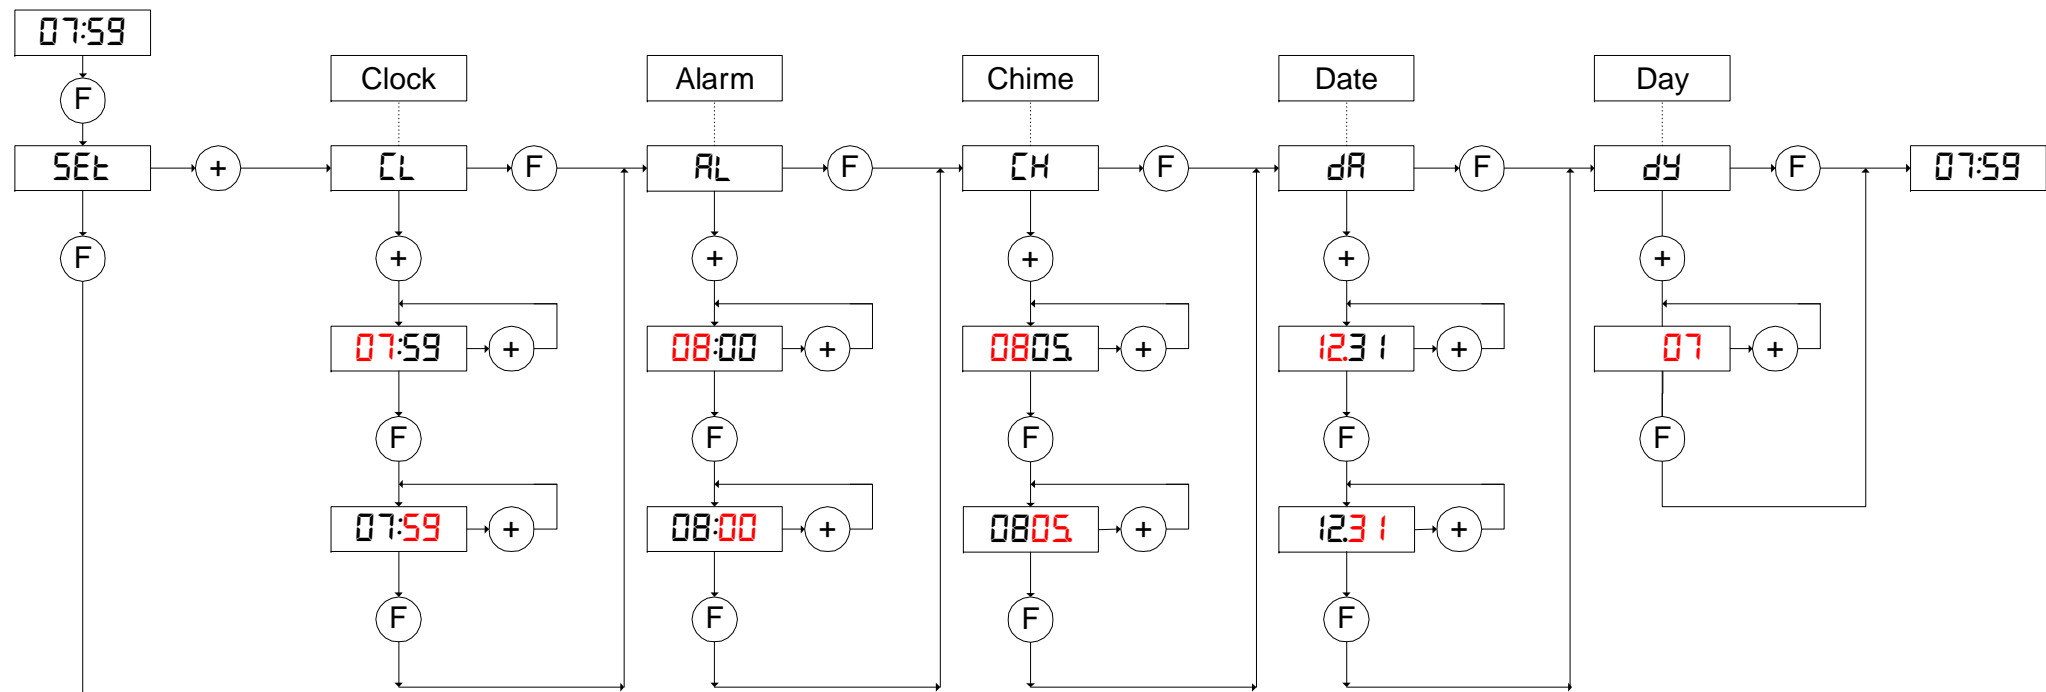 07:59
F
Clock Alarm Chime Date Day
SEt + CL F AL F CH F dA F dY F 07:59
F + + + + +
07:59 + 08:00 + 0805. + 12.31 + 07 +
F F F F F
07:59 + 08:00 + 0805. + 12.31 +
F F F F